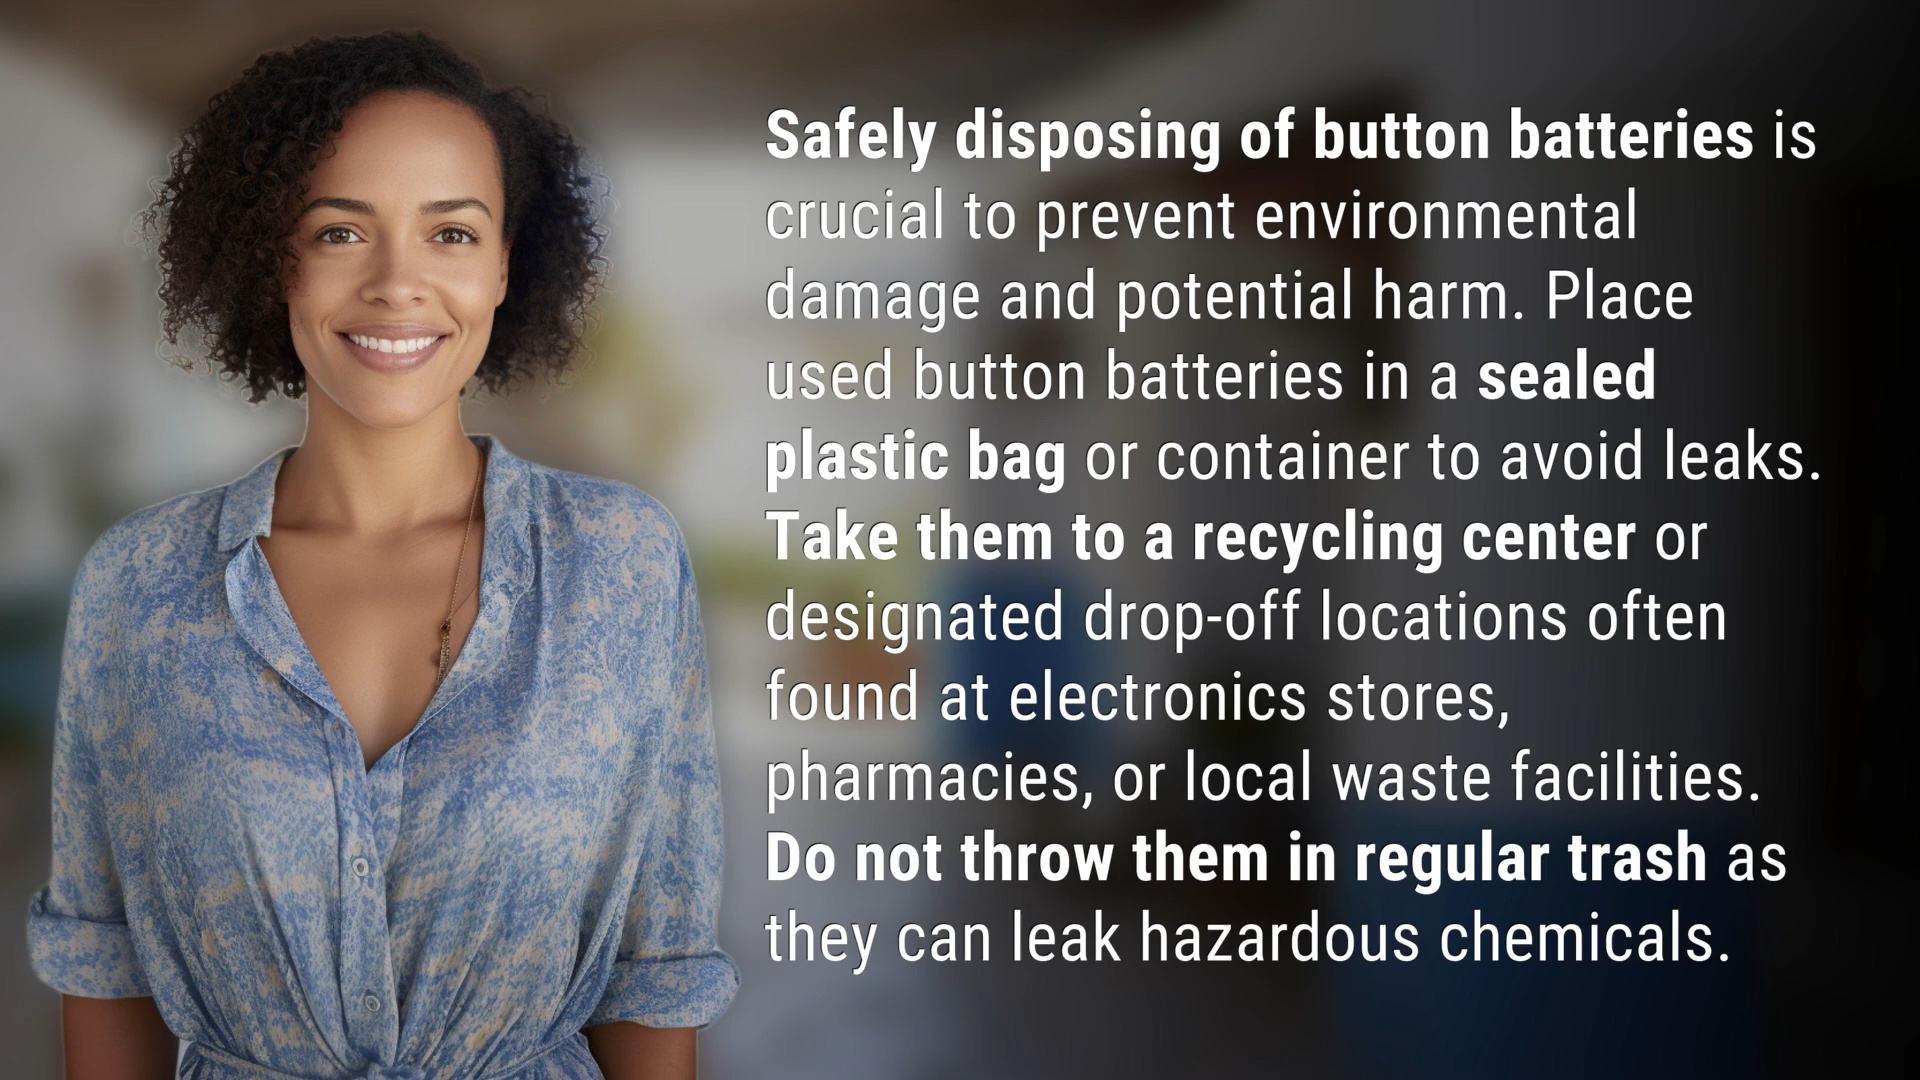 Safely disposing of button batteries is
crucial to prevent environmental
damage and potential harm. Place
used button batteries in a sealed
plastic bag or container to avoid leaks.
Take them to a recycling center or
designated drop-off locations often
found at electronics stores,
pharmacies, or local waste facilities.
Do not throw them in regular trash as
they can leak hazardous chemicals.